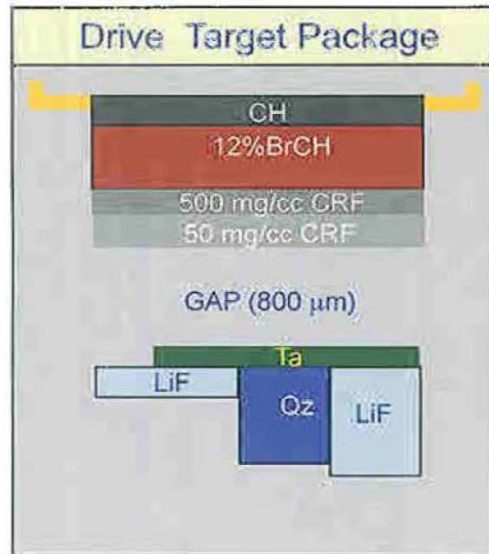 Drive Target Package
CH
12%BrCH
500 mg/cc CRF
50 mg/cc CRF
GAP (800 μm)
Ta
LiF
Qz
LiF